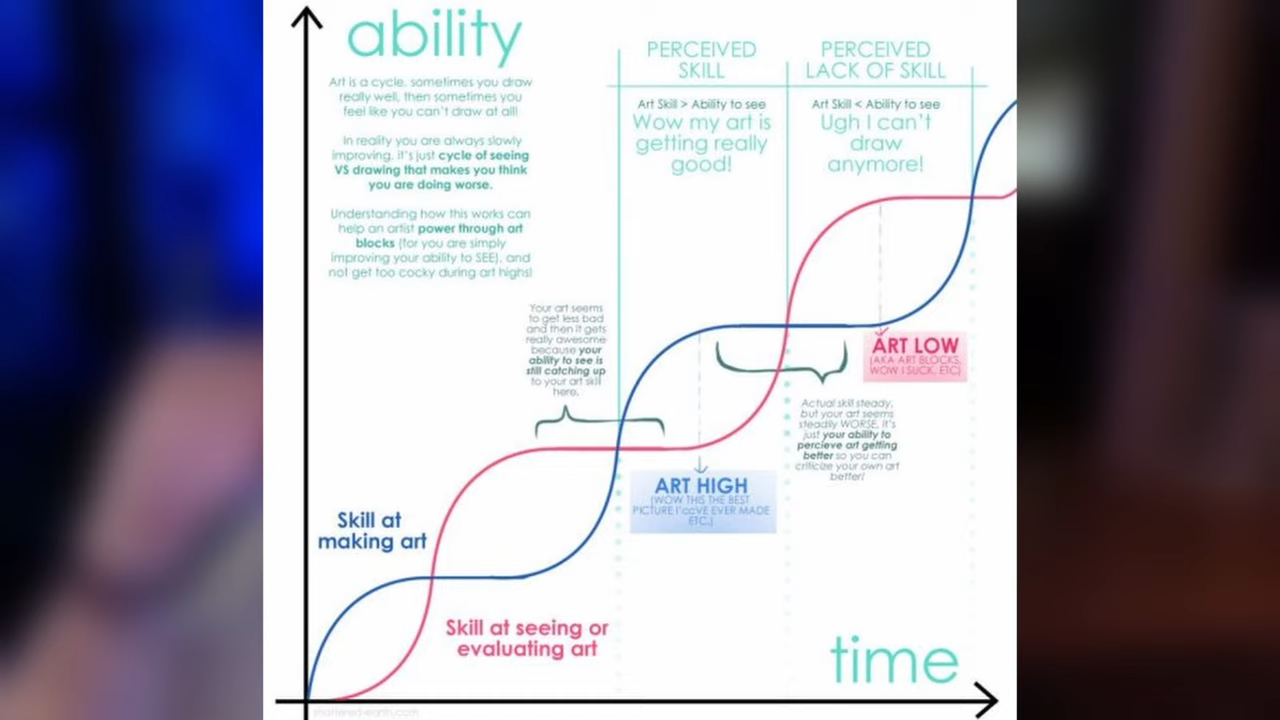 ability
Art is a cycle, sometimes you draw
really well, then sometimes you
feel like you can't draw at all!
In reality you are always slowly
improving, it's just cycle of seeing
VS drawing that makes you think
you are doing worse.
Understanding how this works can
help an artist power through art
blocks (for you are simply
improving your ability to SEE), and
not get too cocky during art highs!
PERCEIVED
SKILL
Art Skill > Ability to see
Wow my art is
getting really
good!
PERCEIVED
LACK OF SKILL
Art Skill < Ability to see
Ugh I can't
draw
anymore!
Your art seems
to get less bad
and then it gets
really awesome
because your
ability to see is
still catching up
to your art skill
here.
ART LOW
(AKA ART BLOCKS,
WOW I SUCK, ETC)
Actual skill steady,
but your art seems
steadily WORSE. It's
just your ability to
percieve art getting
better so you can
criticize your own art
better!
ART HIGH
(WOW THIS THE BEST
PICTURE I'ccVE EVER MADE
ETC.)
Skill at
making art
Skill at seeing or
evaluating art
time
shattered-earth.com